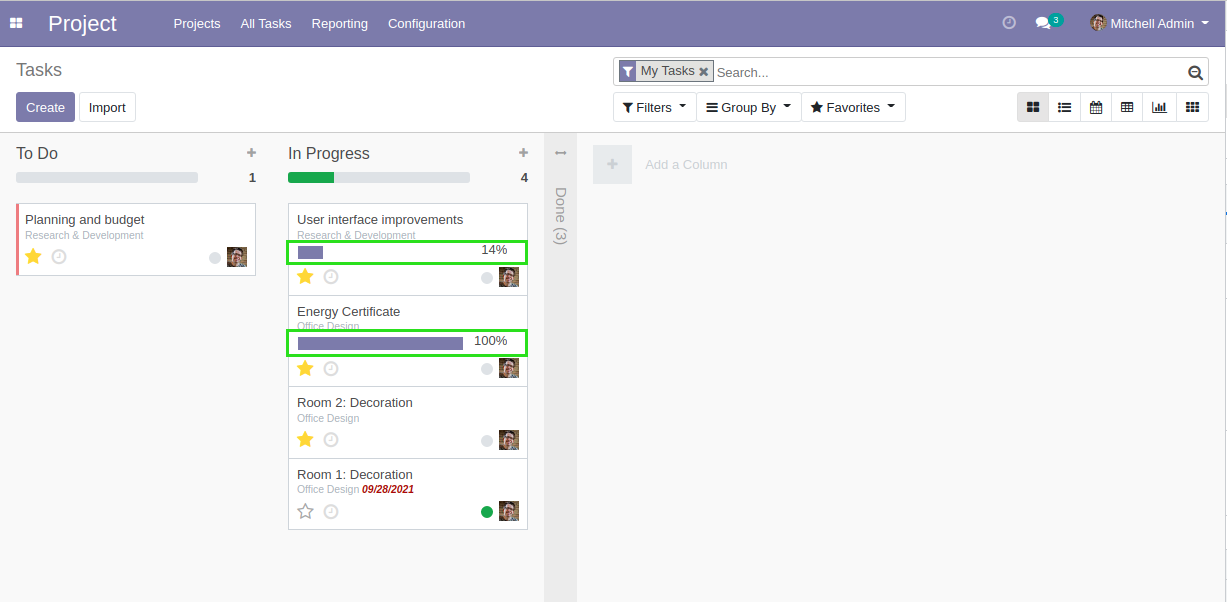 Project Projects All Tasks Reporting Configuration 3 Mitchell Admin
Tasks
My Tasks Search...
Create Import Filters Group By Favorites
To Do
1
Planning and budget
Research & Development
In Progress
4
User interface improvements
Research & Development
14%
Energy Certificate
Office Design
100%
Room 2: Decoration
Office Design
Room 1: Decoration
Office Design 09/28/2021
Done (3)
Add a Column